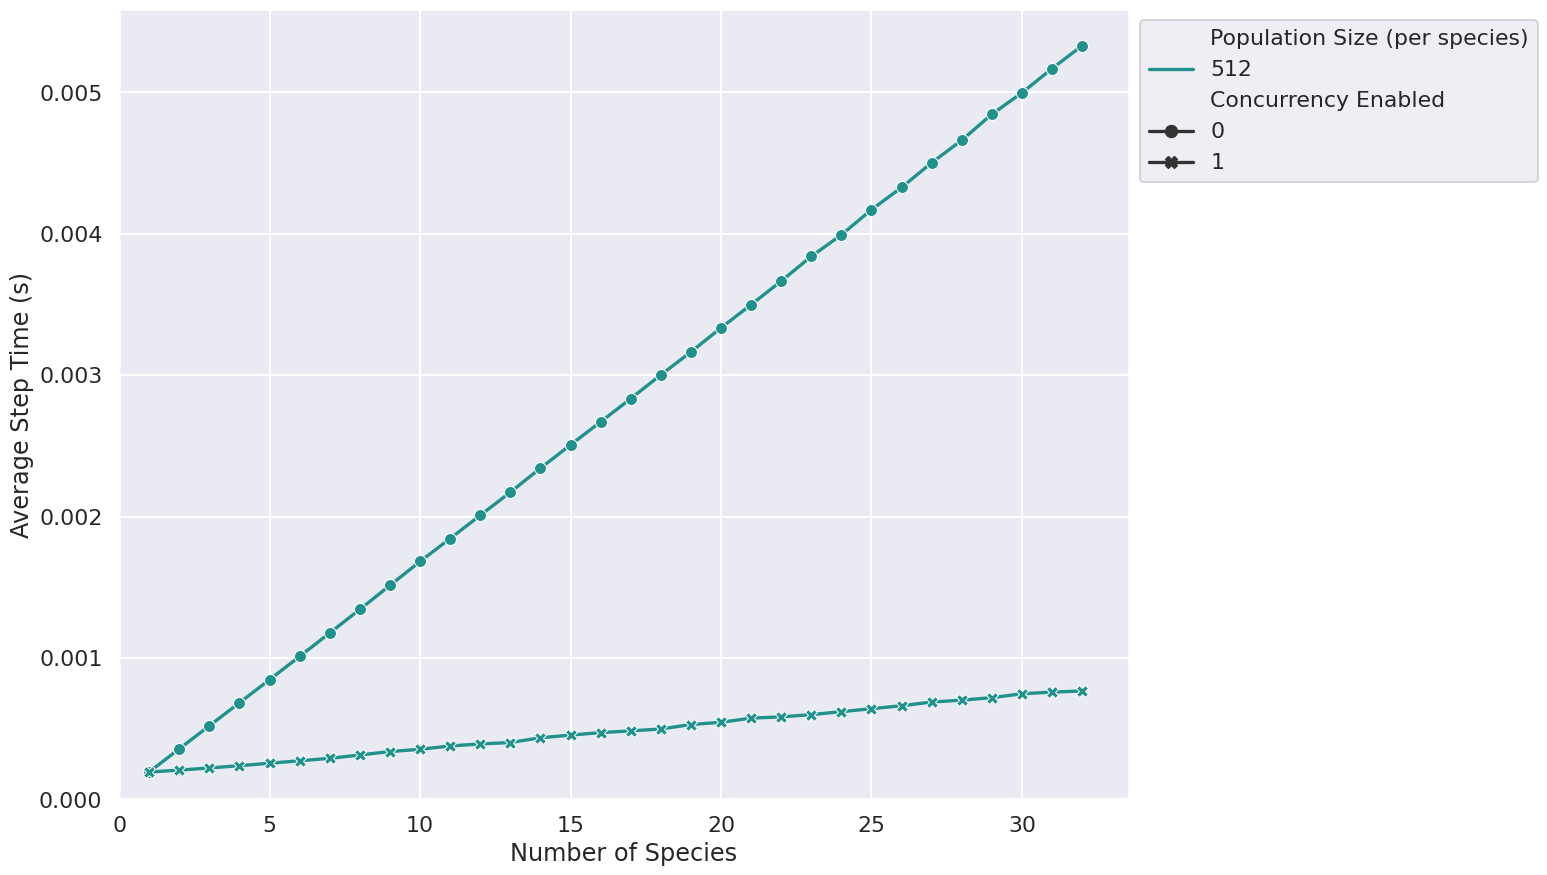 Average Step Time (s)
0.005
0.004
0.003
0.002
0.001
0.000
0 5 10 15 20 25 30
Number of Species
Population Size (per species)
512
Concurrency Enabled
0
1